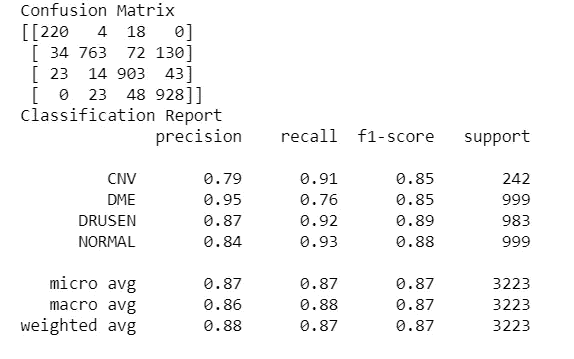 Confusion Matrix
[[220   4  18   0]
 [ 34 763  72 130]
 [ 23  14 903  43]
 [  0  23  48 928]]
Classification Report
              precision    recall  f1-score   support

         CNV       0.79      0.91      0.85       242
         DME       0.95      0.76      0.85       999
      DRUSEN       0.87      0.92      0.89       983
      NORMAL       0.84      0.93      0.88       999

   micro avg       0.87      0.87      0.87      3223
   macro avg       0.86      0.88      0.87      3223
weighted avg       0.88      0.87      0.87      3223